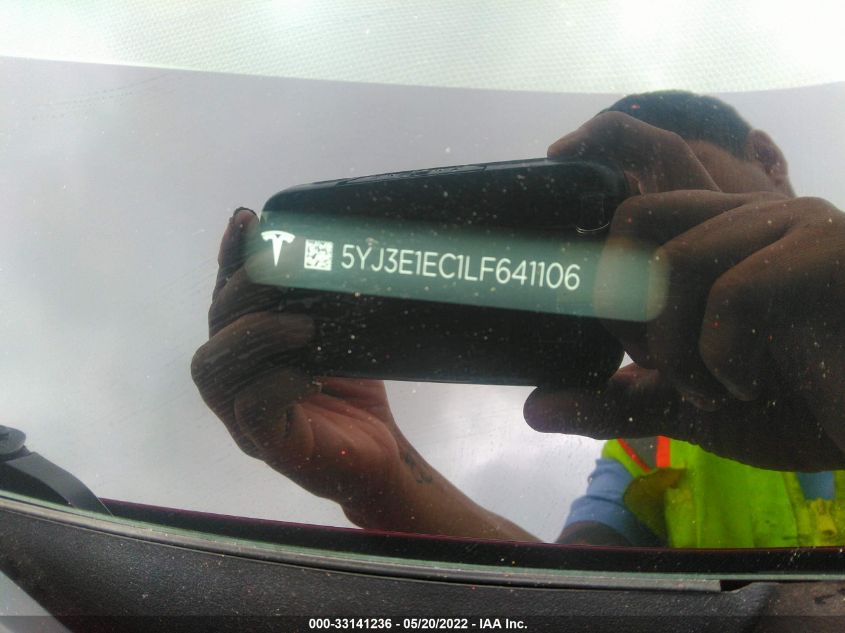 5YJ3E1EC1LF641106
000-33141236 - 05/20/2022 - IAA Inc.